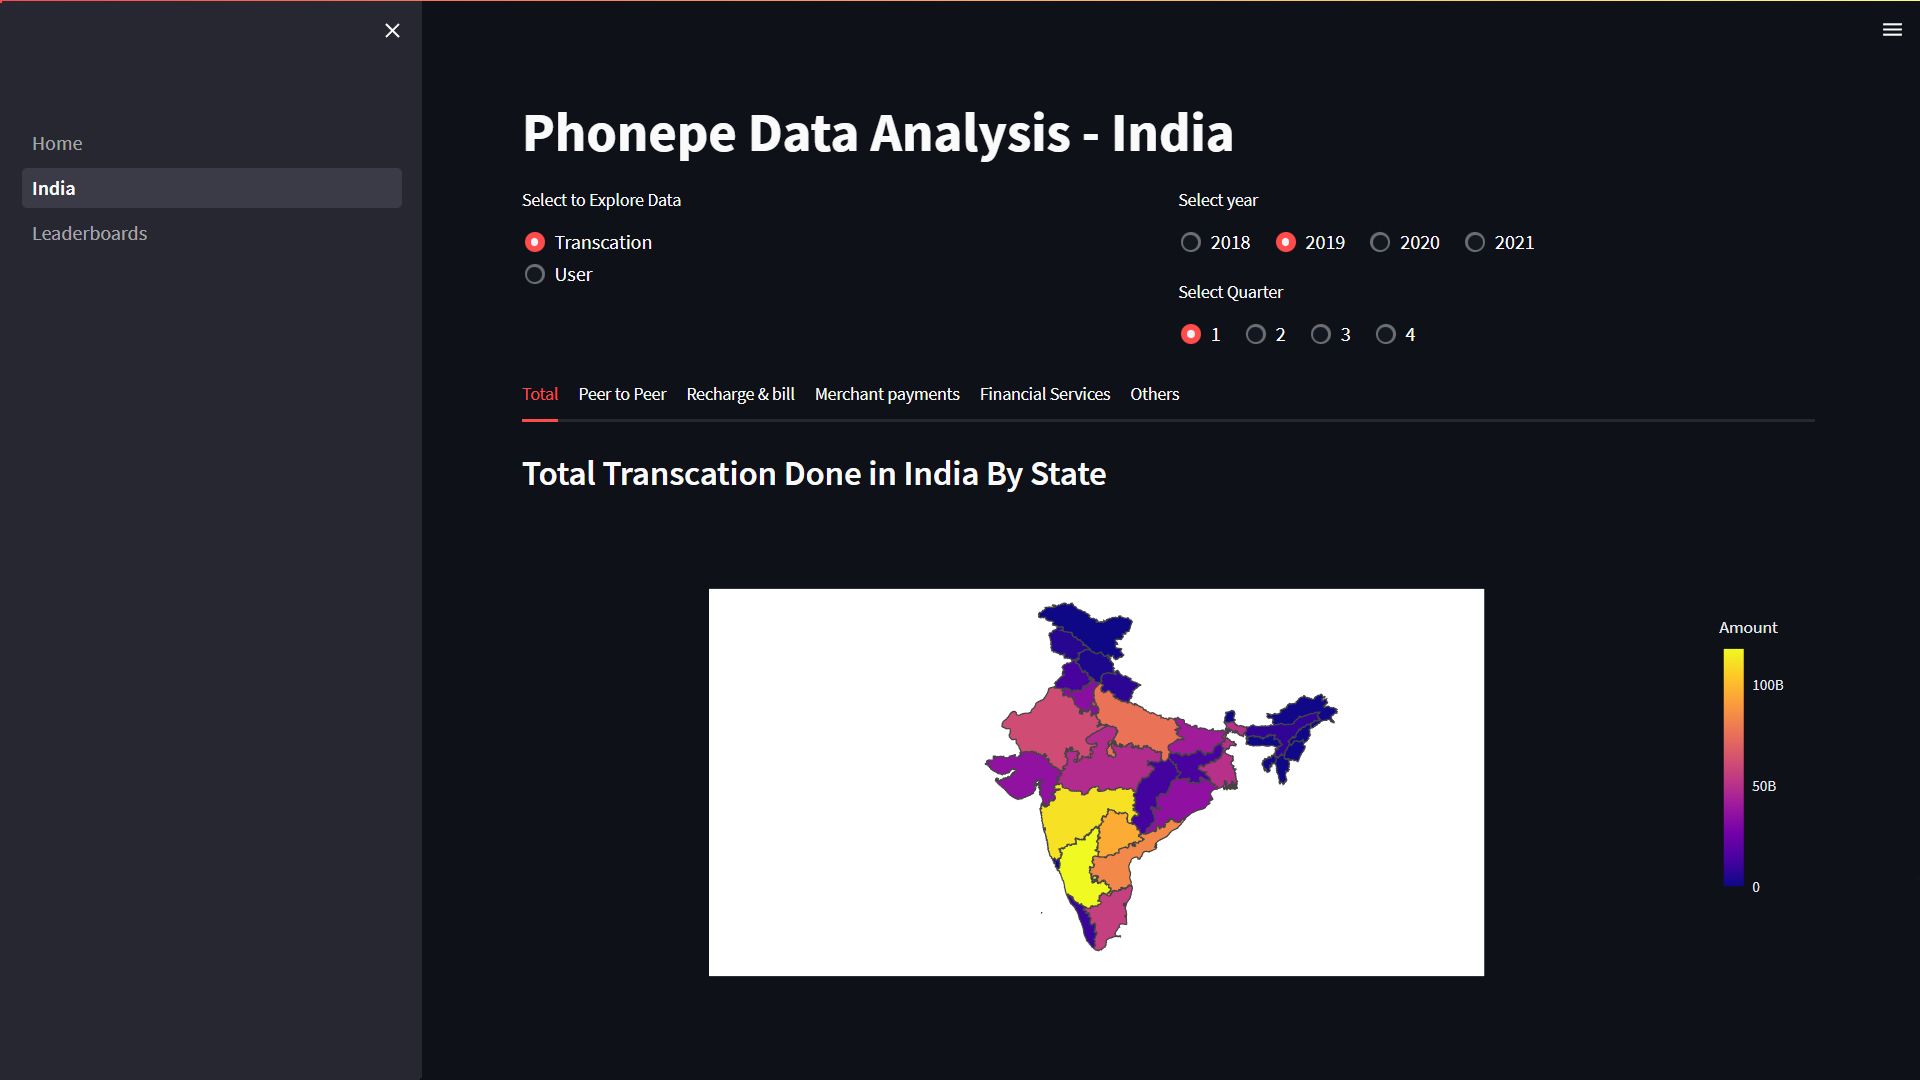 Home
India
Leaderboards
Phonepe Data Analysis - India
Select to Explore Data
Transcation
User
Select year
2018 2019 2020 2021
Select Quarter
1 2 3 4
Total Peer to Peer Recharge & bill Merchant payments Financial Services Others
Total Transcation Done in India By State
Amount
100B
50B
0